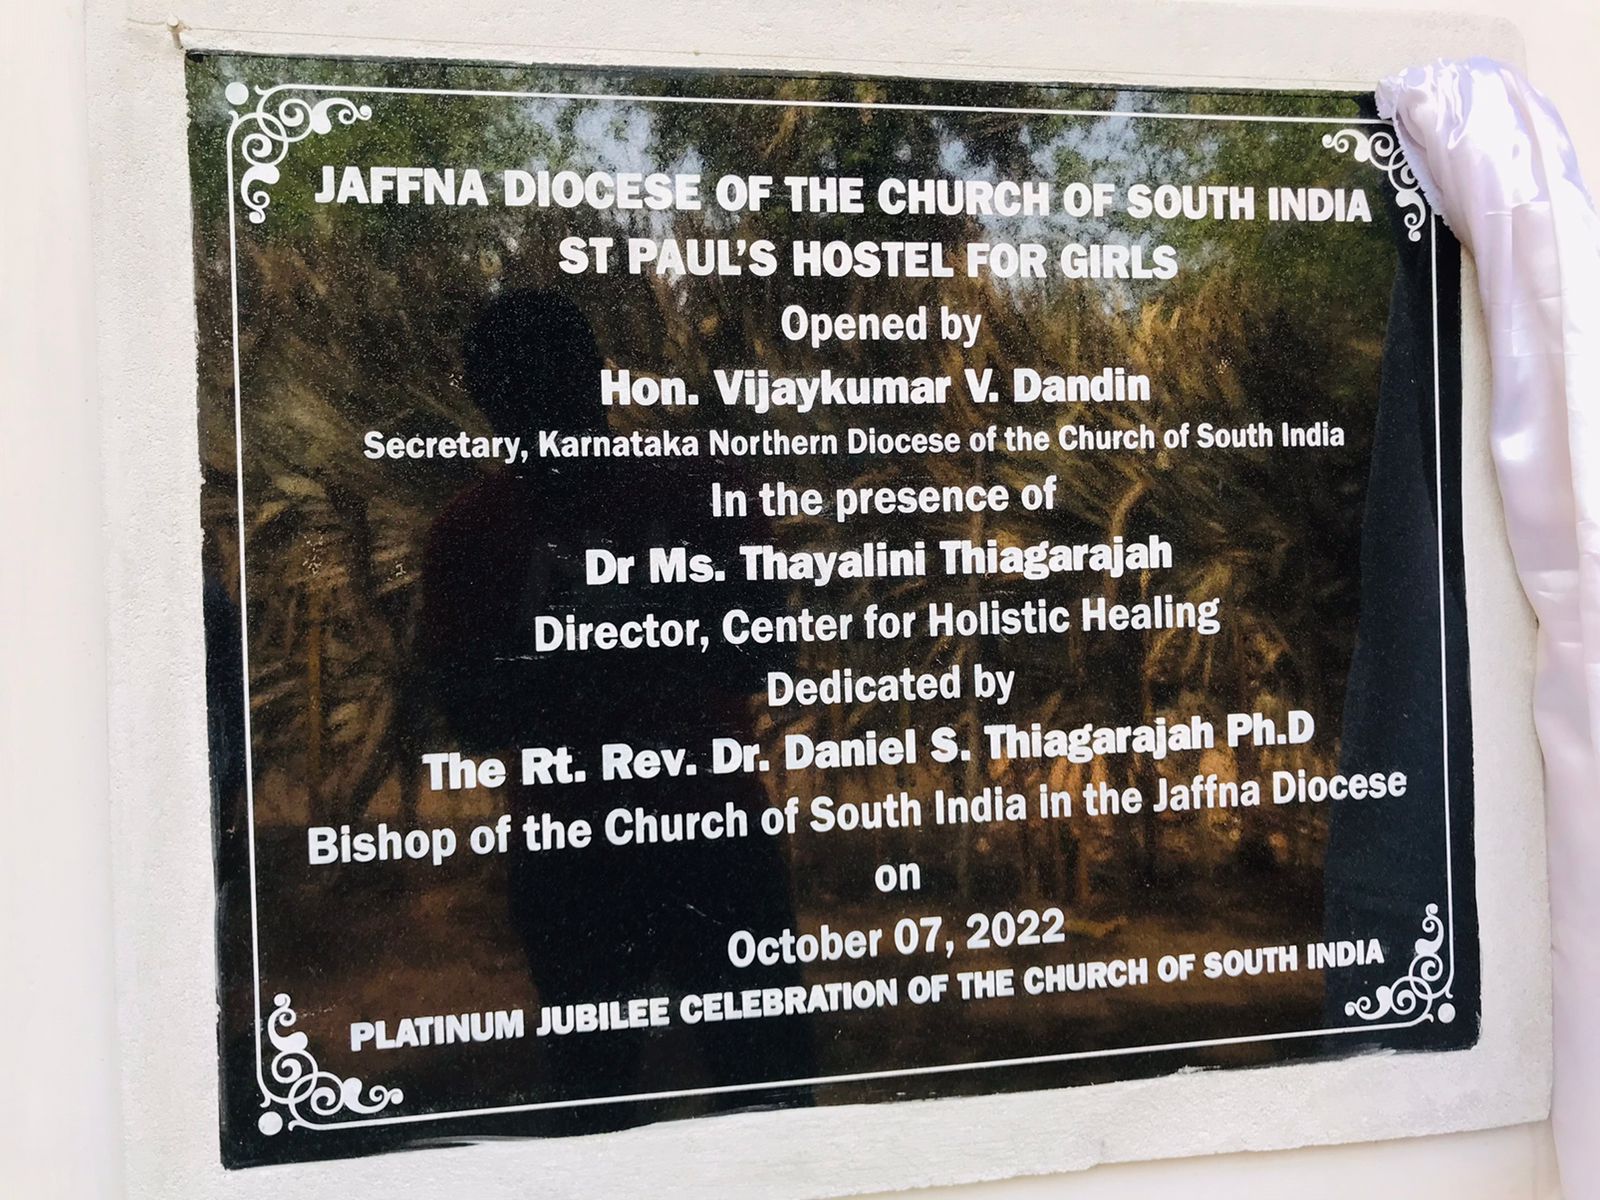 JAFFNA DIOCESE OF THE CHURCH OF SOUTH INDIA
ST PAUL'S HOSTEL FOR GIRLS
Opened by
Hon. Vijaykumar V. Dandin
Secretary, Karnataka Northern Diocese of the Church of South India
In the presence of
Dr Ms. Thayalini Thiagarajah
Director, Center for Holistic Healing
Dedicated by
The Rt. Rev. Dr. Daniel S. Thiagarajah Ph.D
Bishop of the Church of South India in the Jaffna Diocese
on
October 07, 2022
PLATINUM JUBILEE CELEBRATION OF THE CHURCH OF SOUTH INDIA